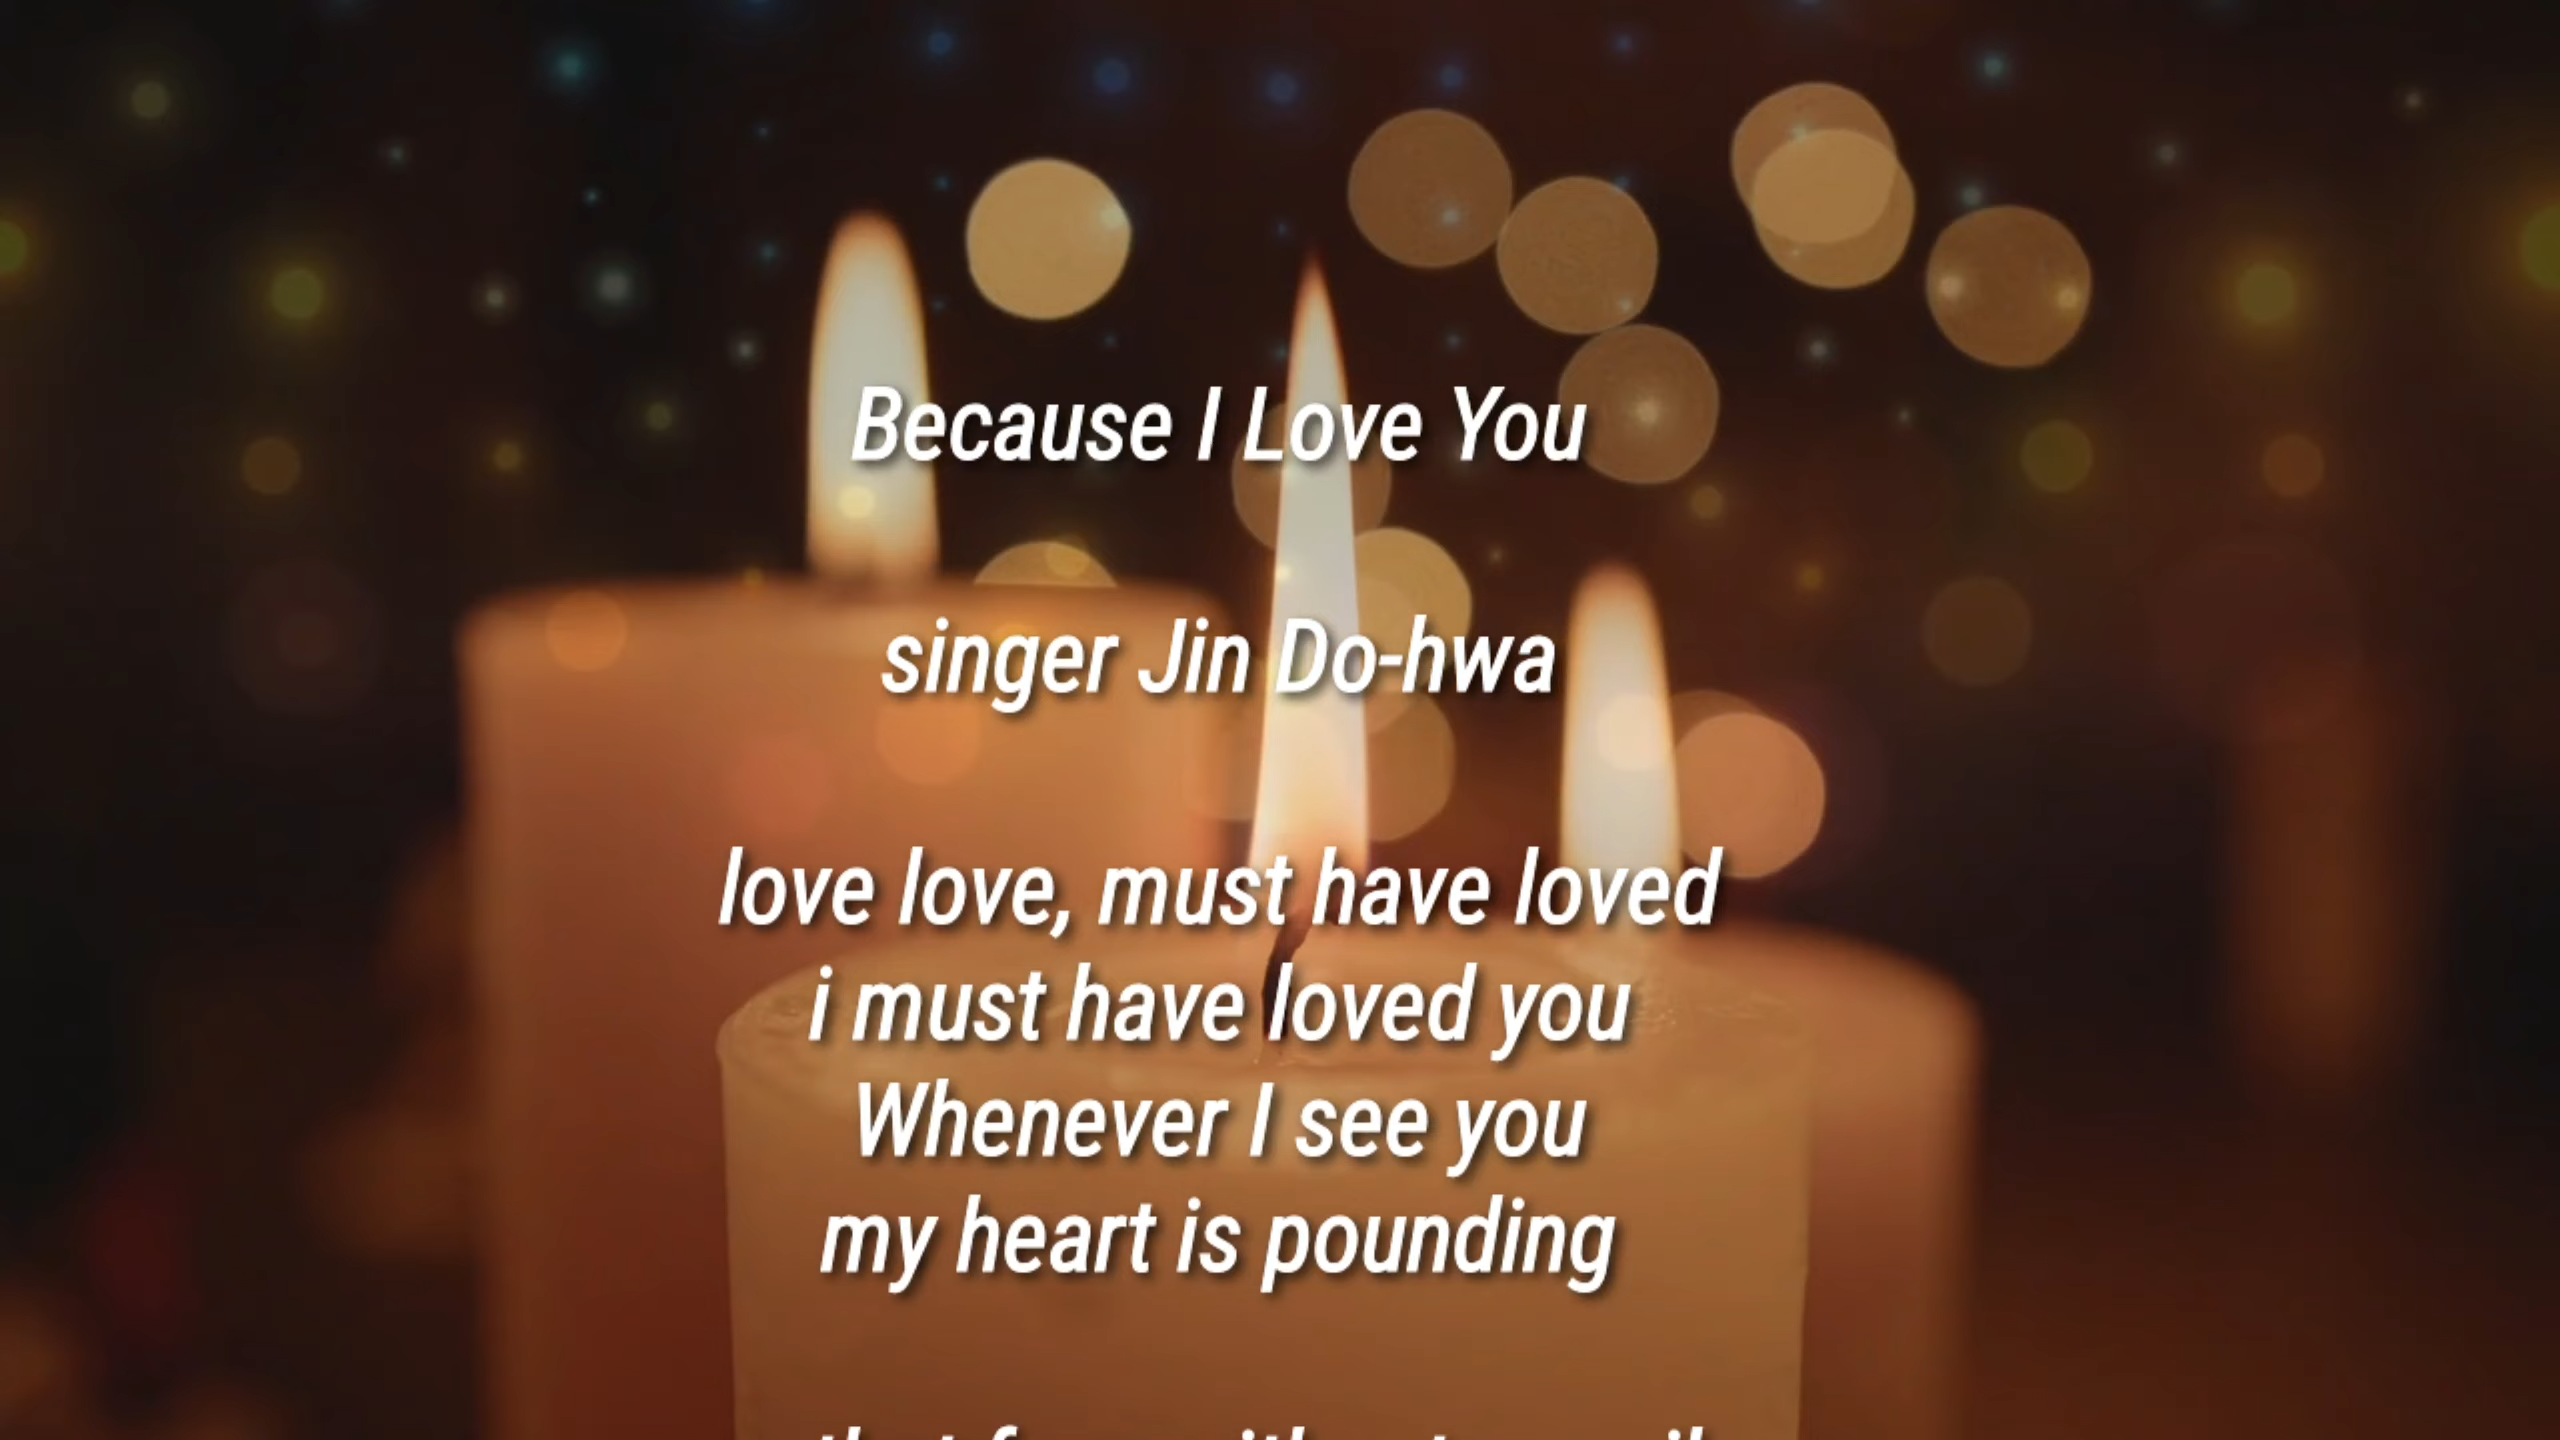 Because I Love You
singer Jin Do-hwa
love love, must have loved
i must have loved you
Whenever I see you
my heart is pounding